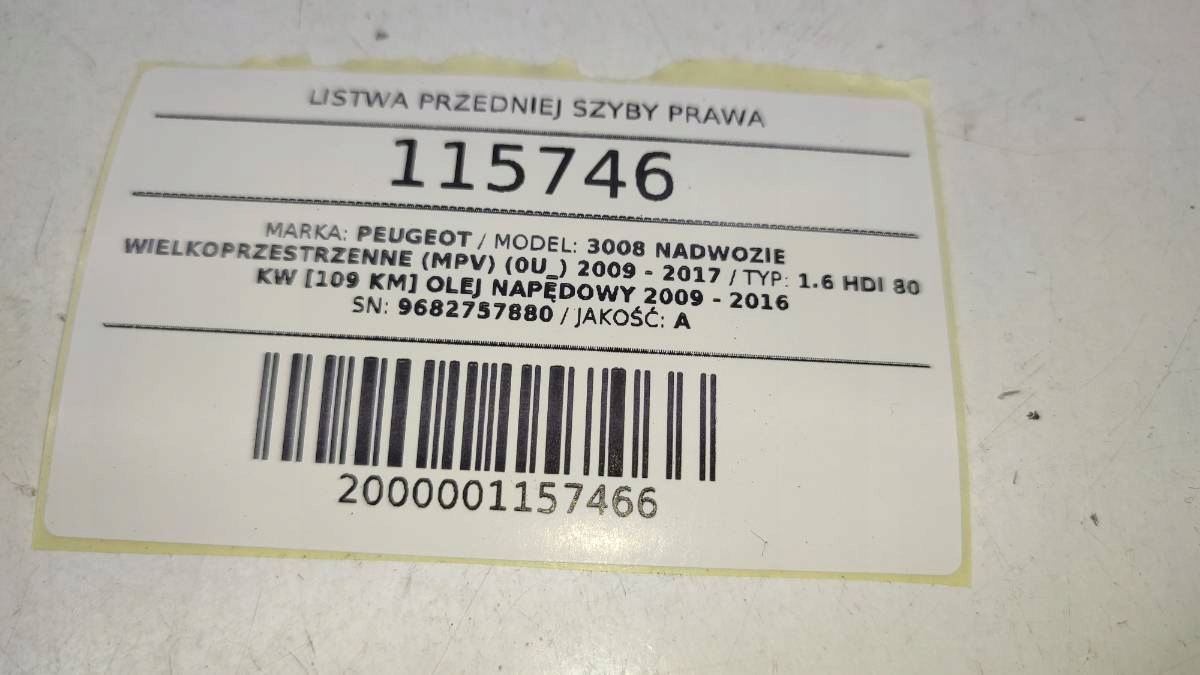 LISTWA PRZEDNIEJ SZYBY PRAWA
115746
MARKA: PEUGEOT / MODEL: 3008 NADWOZIE
WIELKOPRZESTRZENNE (MPV) (0U_) 2009 - 2017 / TYP: 1.6 HDI 80
KW [109 KM] OLEJ NAPĘDOWY 2009 - 2016
SN: 9682757880 / JAKOŚĆ: A
2000001157466